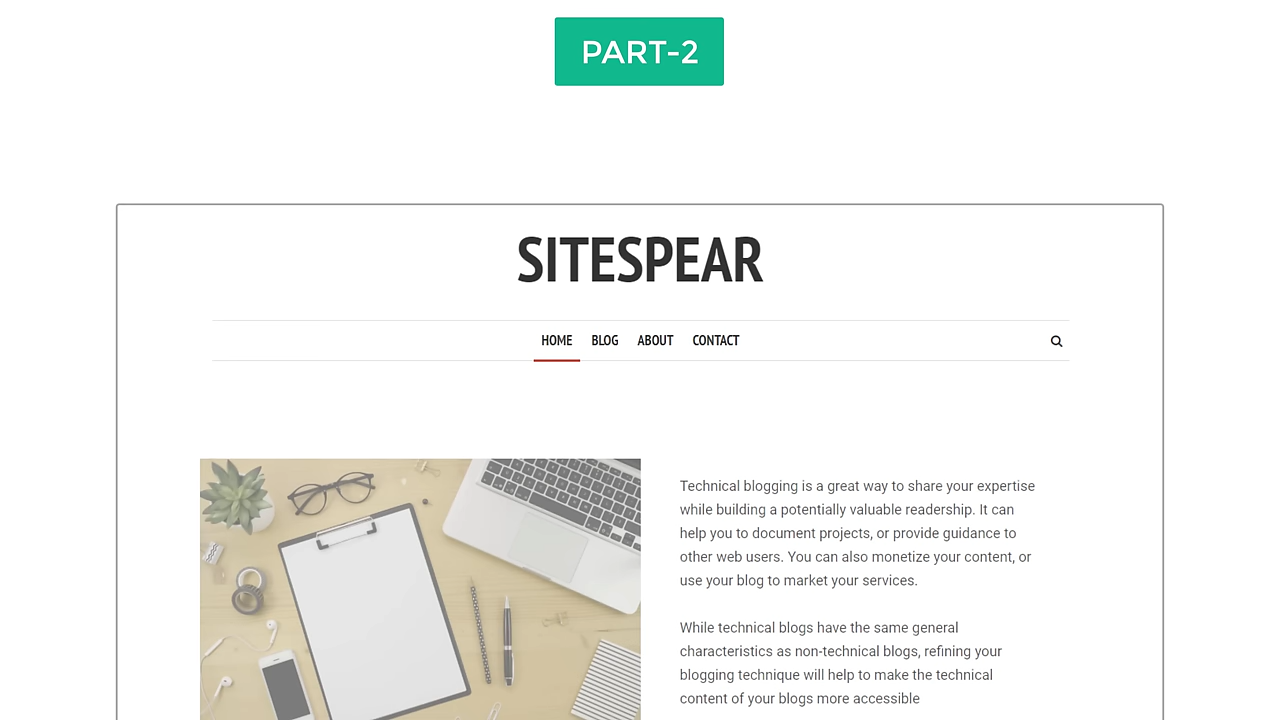 PART-2
SITESPEAR
HOME BLOG ABOUT CONTACT
Technical blogging is a great way to share your expertise
while building a potentially valuable readership. It can
help you to document projects, or provide guidance to
other web users. You can also monetize your content, or
use your blog to market your services.
While technical blogs have the same general
characteristics as non-technical blogs, refining your
blogging technique will help to make the technical
content of your blogs more accessible